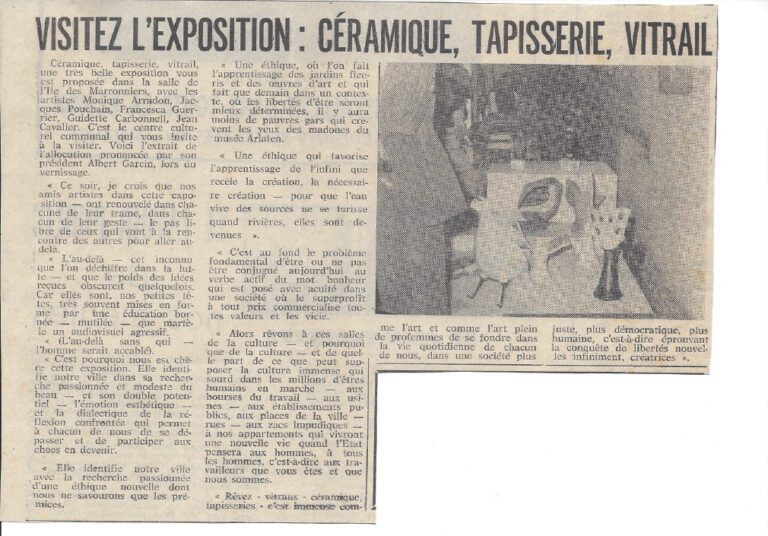 VISITEZ L'EXPOSITION : CÉRAMIQUE, TAPISSERIE, VITRAIL
Céramique, tapisserie, vitrail,
une très belle exposition vous
est proposée dans la salle de
l'Ile des Marronniers, avec les
artistes Monique Arradon, Jac-
ques Pouchain, Francesca Guer-
rier, Guidette Carbonnell, Jean
Cavalier. C'est le centre cultu-
rel communal qui vous invite
à la visiter. Voici l'extrait de
l'allocution prononcée par son
président Albert Garcin, lors du
vernissage.
« Ce soir, je crois que nos
amis artistes dans cette expo-
sition — ont renouvelé dans cha-
cune de leur trame, dans cha-
cun de leur geste — le pas li-
bre de ceux qui vont à la ren-
contre des autres pour aller au-
delà.
« L'au-delà — cet inconnu
que l'on déchiffre dans la lut-
te — et que le poids des idées
reçues obscurcit quelquefois.
Car elles sont, nos petites tê-
tes, très souvent mises en for-
me par une éducation bor-
née — mutilée — que martè-
le un audiovisuel agressif.
« (L'au-delà sans qui —
l'homme serait accablé).
« C'est pourquoi nous est chè-
re cette exposition. Elle identi-
fie notre ville dans sa recher-
che passionnée et modeste du
beau — et son double poten-
tiel — l'émotion esthétique —
et la dialectique de la ré-
flexion confrontée qui permet
à chacun de nous de se dé-
passer et de participer aux
choes en devenir.
« Elle identifie notre ville
avec la recherche passionnée
d'une éthique nouvelle dont
nous ne savourons que les pré-
mices.
« Une éthique, où l'on fait
l'apprentissage des jardins fleu-
ris et des œuvres d'art et qui
fait que demain dans un contex-
te, où les libertés d'être seront
mieux déterminées, il y aura
moins de pauvres gars qui crè-
vent les yeux des madones du
musée Arlaten.
« Une éthique qui favorise
l'apprentissage de l'infini que
recèle la création, la nécessai-
re création — pour que l'eau
vive des sources ne se tarisse
quand rivières, elles sont de-
venues ».
« C'est au fond le problème
fondamental d'être ou ne pas
être conjugué aujourd'hui au
verbe actif du mot bonheur
qui est posé avec acuité dans
une société où le superprofit
à tout prix commercialise tou-
tes valeurs et les vicie.
« Alors rêvons à ces salles
de la culture — et pourquoi
que de la culture — et de quel-
le part de ce que peut sup-
poser la culture immense qui
sourd dans les millions d'êtres
humains en marche — aux
bourses du travail — aux usi-
nes — aux établissements pu-
blics, aux places de la ville —
rues — aux zacs impudiques —
à nos appartements qui vivront
une nouvelle vie quand l'Etat
pensera aux hommes, à tous
les hommes, c'est-à-dire aux tra-
vailleurs que vous êtes et que
nous sommes.
« Rêvez - vitraux - céramique,
tapisseries - c'est immense com-
me l'art et comme l'art plein
de profemmes de se fondre dans
la vie quotidienne de chacun
de nous, dans une société plus
juste, plus démocratique, plus
humaine, c'est-à-dire éprouvant
la conquête de libertés nouvel-
les infiniment, créatrices ».